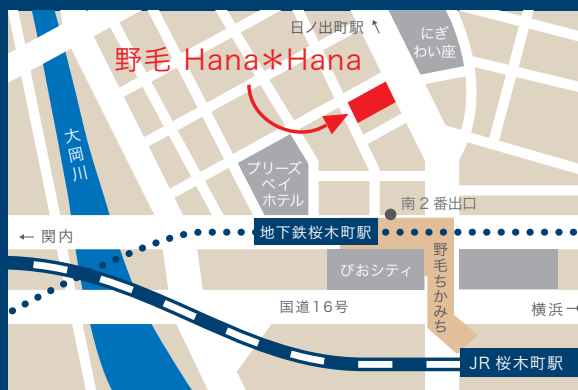 日ノ出町駅
にぎ
わい座
野毛 Hana*Hana
大岡川
ブリーズ
ベイ
ホテル
南2番出口
← 関内
地下鉄桜木町駅
ぴおシティ
野毛ちかみち
国道16号
横浜→
JR 桜木町駅